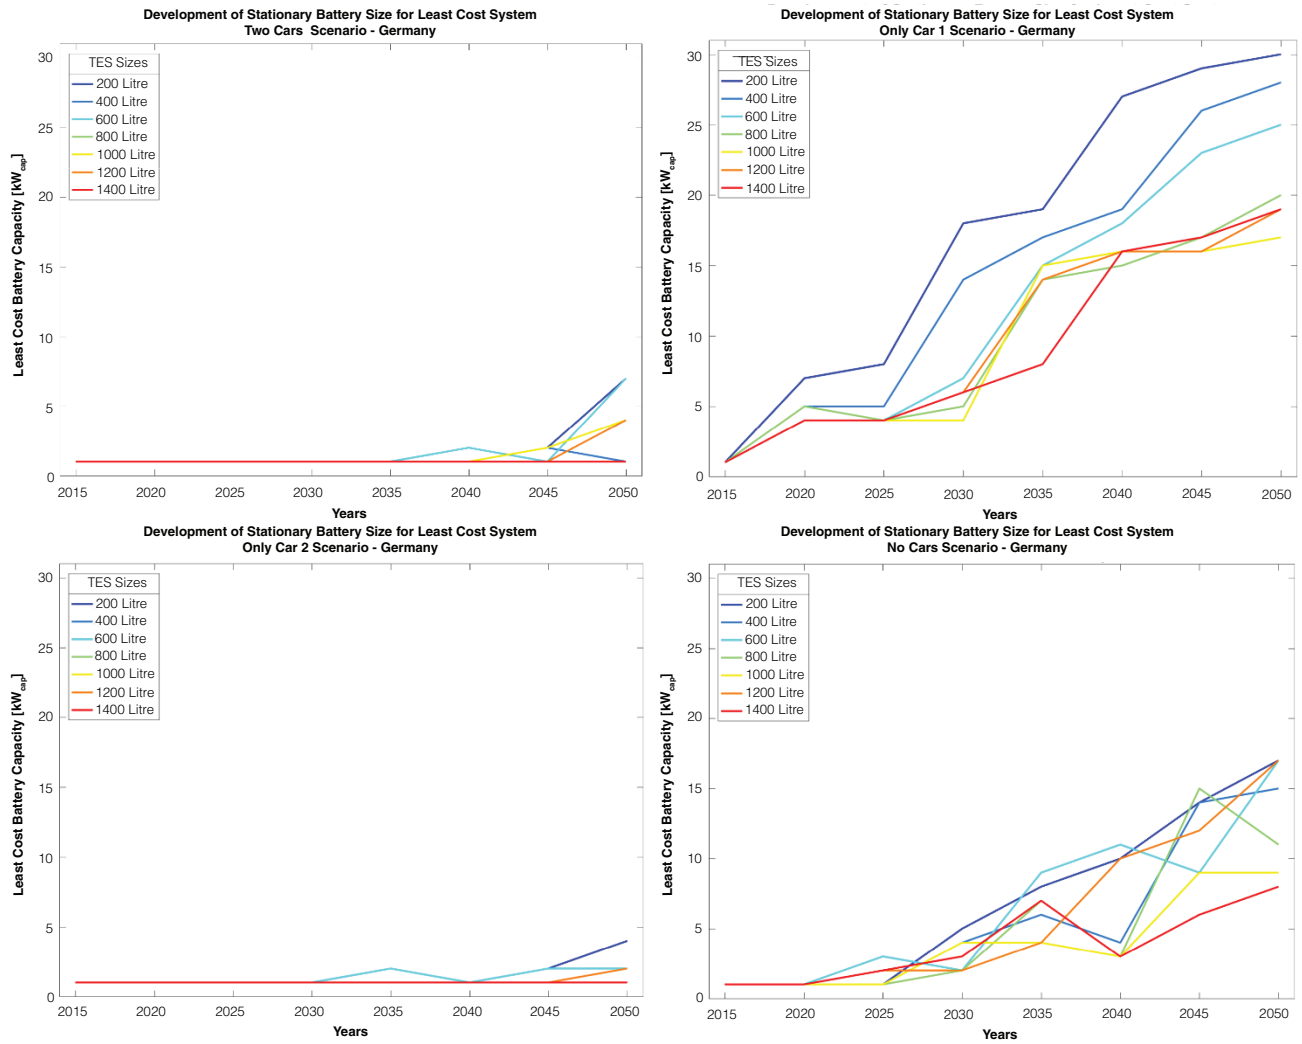 Development of Stationary Battery Size for Least Cost System
Two Cars Scenario - Germany
30
25
20
15
10
5
0
Least Cost Battery Capacity [kWcap]
TES Sizes
200 Litre
400 Litre
600 Litre
800 Litre
1000 Litre
1200 Litre
1400 Litre
2015 2020 2025 2030 2035 2040 2045 2050
Years
Development of Stationary Battery Size for Least Cost System
Only Car 1 Scenario - Germany
30
25
20
15
10
5
0
Least Cost Battery Capacity [kWcap]
TES Sizes
200 Litre
400 Litre
600 Litre
800 Litre
1000 Litre
1200 Litre
1400 Litre
2015 2020 2025 2030 2035 2040 2045 2050
Years
Development of Stationary Battery Size for Least Cost System
Only Car 2 Scenario - Germany
30
25
20
15
10
5
0
Least Cost Battery Capacity [kWcap]
TES Sizes
200 Litre
400 Litre
600 Litre
800 Litre
1000 Litre
1200 Litre
1400 Litre
2015 2020 2025 2030 2035 2040 2045 2050
Years
Development of Stationary Battery Size for Least Cost System
No Cars Scenario - Germany
30
25
20
15
10
5
0
Least Cost Battery Capacity [kWcap]
TES Sizes
200 Litre
400 Litre
600 Litre
800 Litre
1000 Litre
1200 Litre
1400 Litre
2015 2020 2025 2030 2035 2040 2045 2050
Years